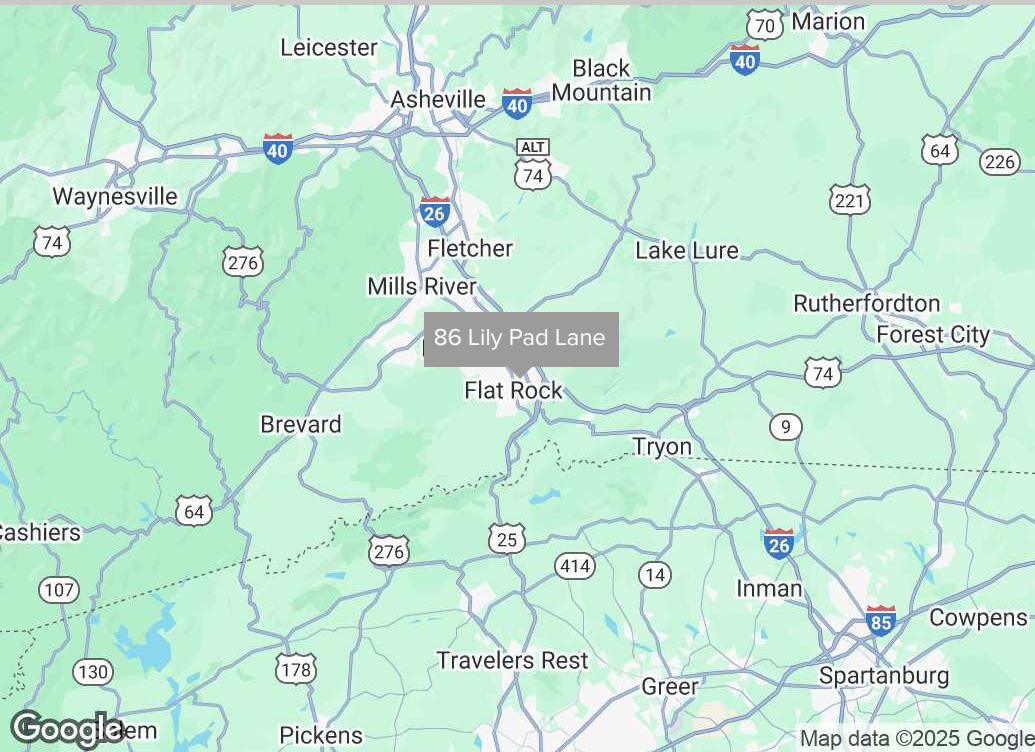 70
Marion
Leicester
40
Black
Mountain
Asheville
40
40
ALT
74
64
226
Waynesville
221
26
74
276
Fletcher
Lake Lure
Mills River
Rutherfordton
86 Lily Pad Lane
Forest City
74
Flat Rock
Brevard
9
Tryon
64
Cashiers
25
26
276
414
14
107
Inman
85
Cowpens
130
178
Travelers Rest
Spartanburg
Greer
Google
Pickens
Map data ©2025 Google